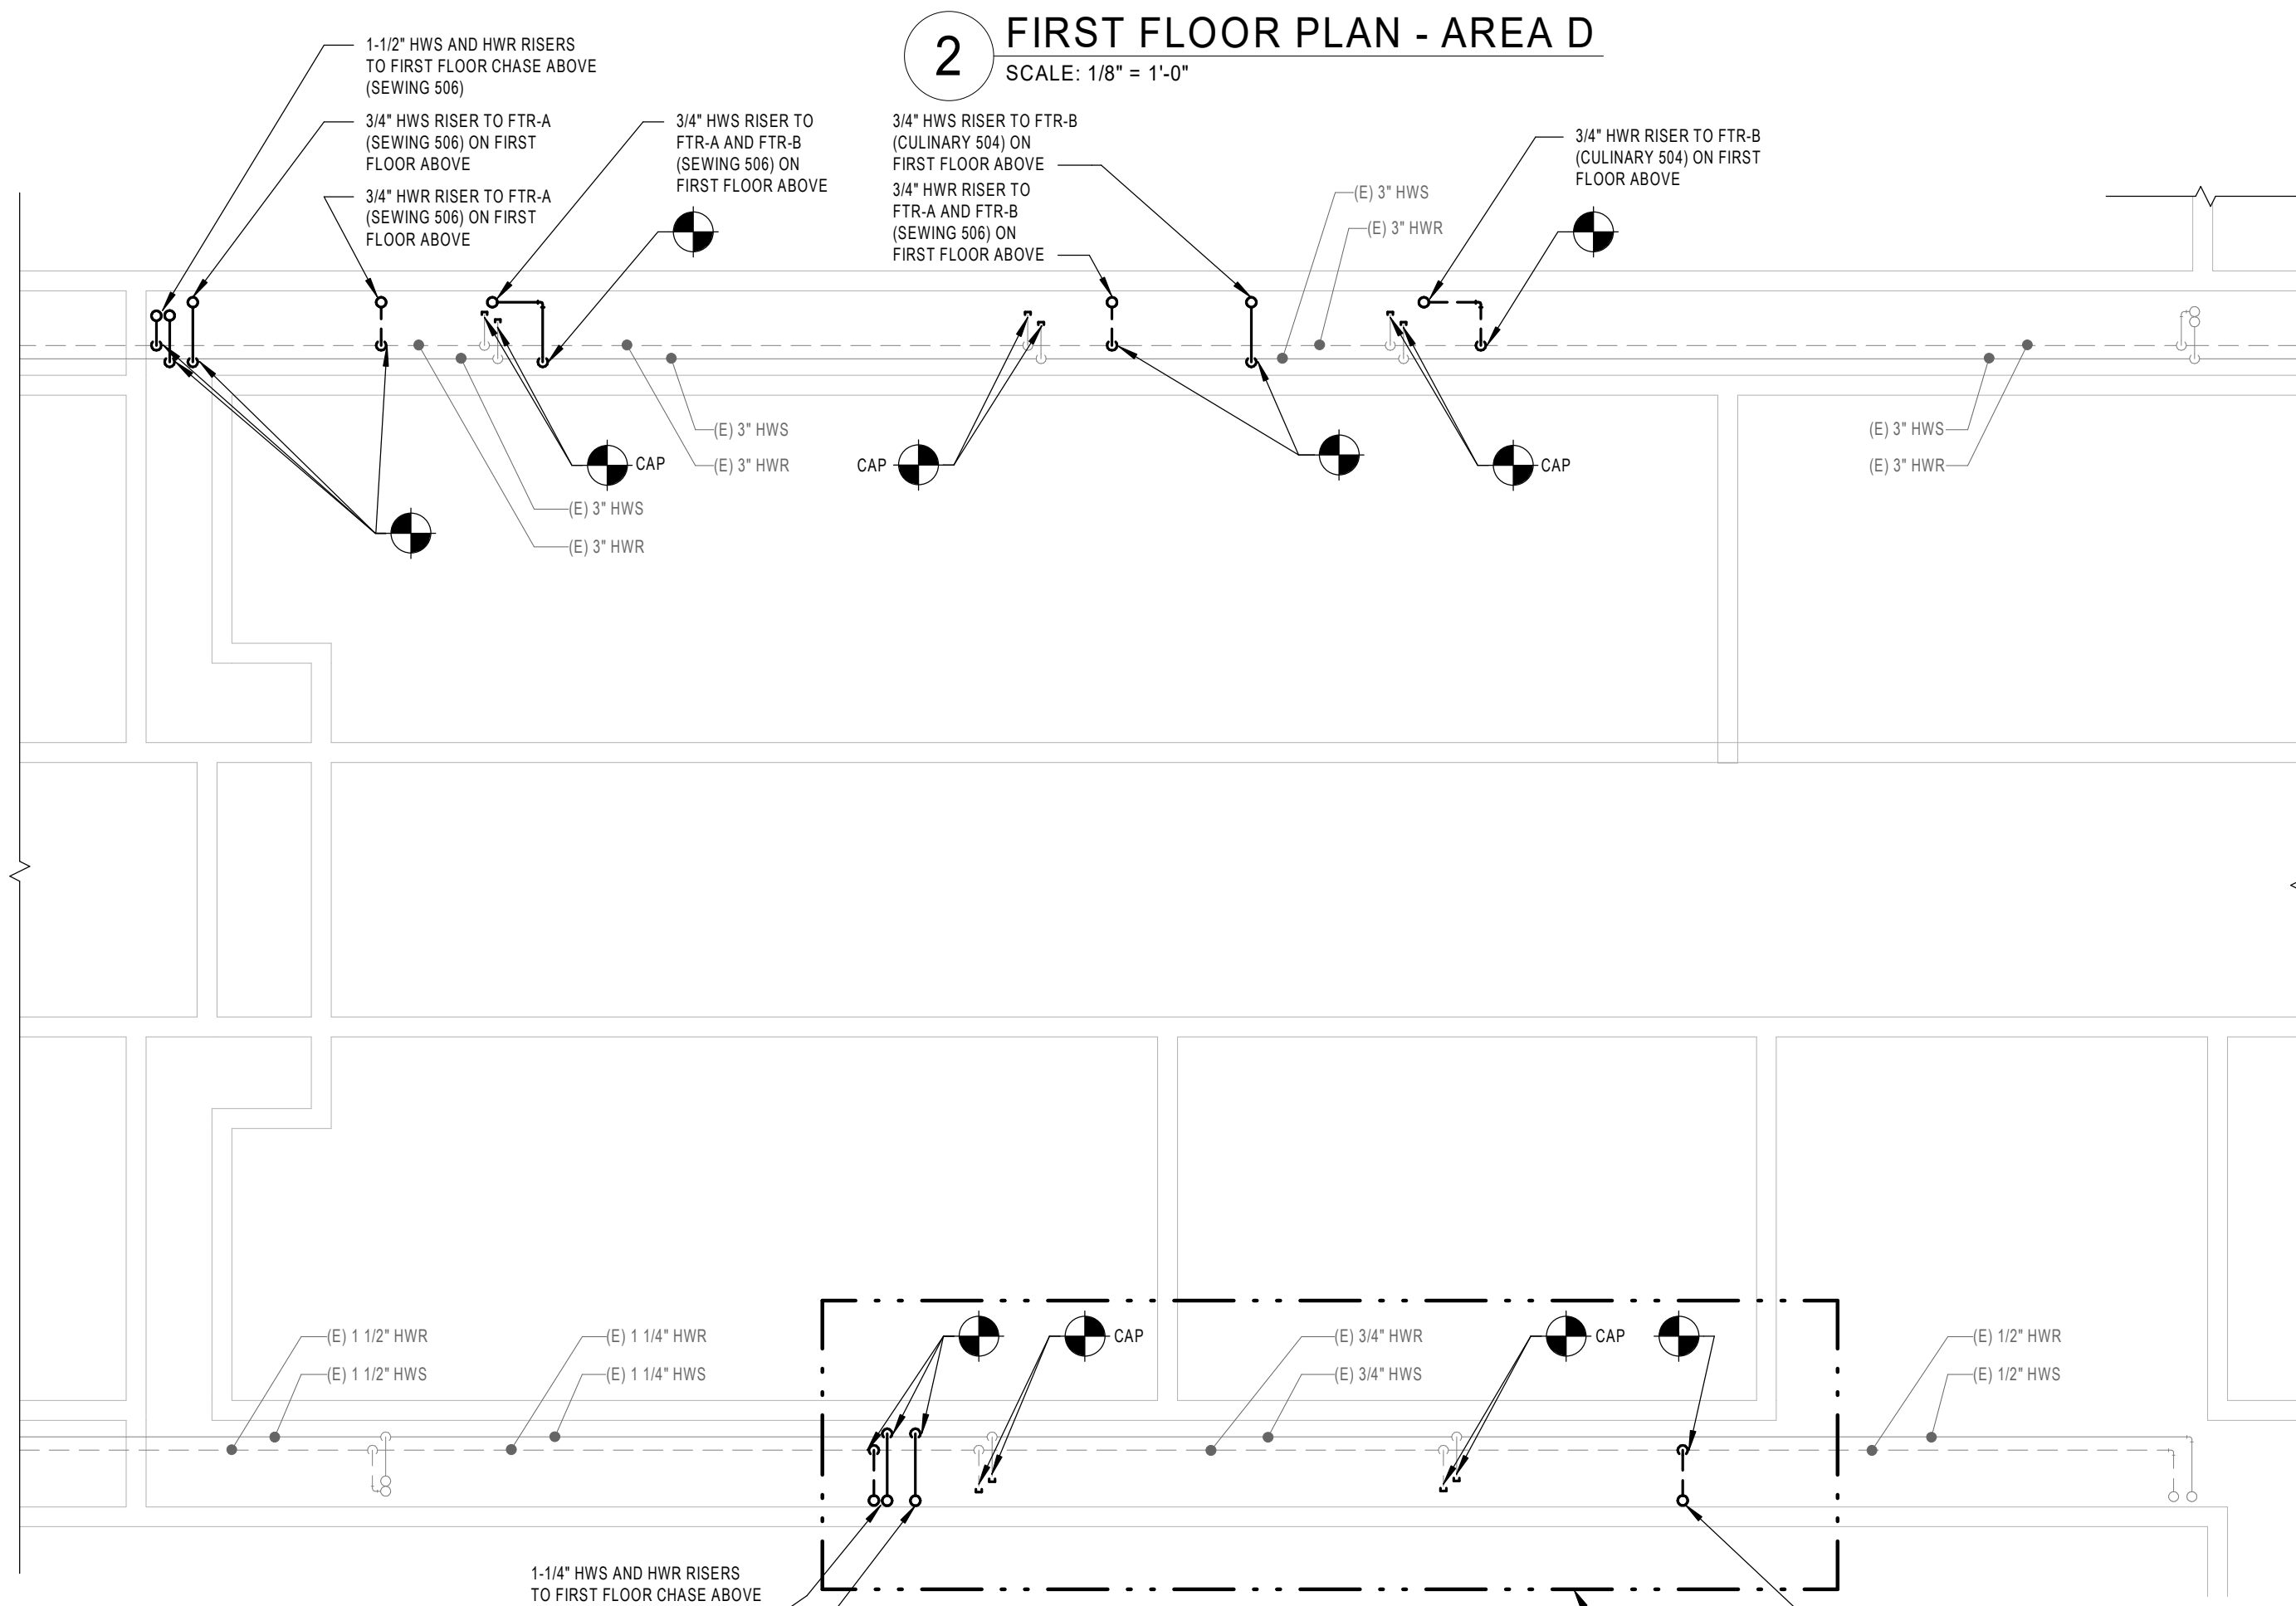 2
FIRST FLOOR PLAN - AREA D
SCALE: 1/8" = 1'-0"
1-1/2" HWS AND HWR RISERS
TO FIRST FLOOR CHASE ABOVE
(SEWING 506)
3/4" HWS RISER TO FTR-A
(SEWING 506) ON FIRST
FLOOR ABOVE
3/4" HWR RISER TO FTR-A
(SEWING 506) ON FIRST
FLOOR ABOVE
3/4" HWS RISER TO
FTR-A AND FTR-B
(SEWING 506) ON
FIRST FLOOR ABOVE
3/4" HWS RISER TO FTR-B
(CULINARY 504) ON
FIRST FLOOR ABOVE
3/4" HWR RISER TO
FTR-A AND FTR-B
(SEWING 506) ON
FIRST FLOOR ABOVE
(E) 3" HWS
(E) 3" HWR
3/4" HWR RISER TO FTR-B
(CULINARY 504) ON FIRST
FLOOR ABOVE
(E) 3" HWS
(E) 3" HWR
CAP
(E) 3" HWS
(E) 3" HWR
CAP
CAP
(E) 3" HWS
(E) 3" HWR
(E) 1 1/2" HWR
(E) 1 1/2" HWS
(E) 1 1/4" HWR
(E) 1 1/4" HWS
CAP
(E) 3/4" HWR
(E) 3/4" HWS
CAP
(E) 1/2" HWR
(E) 1/2" HWS
1-1/4" HWS AND HWR RISERS
TO FIRST FLOOR CHASE ABOVE